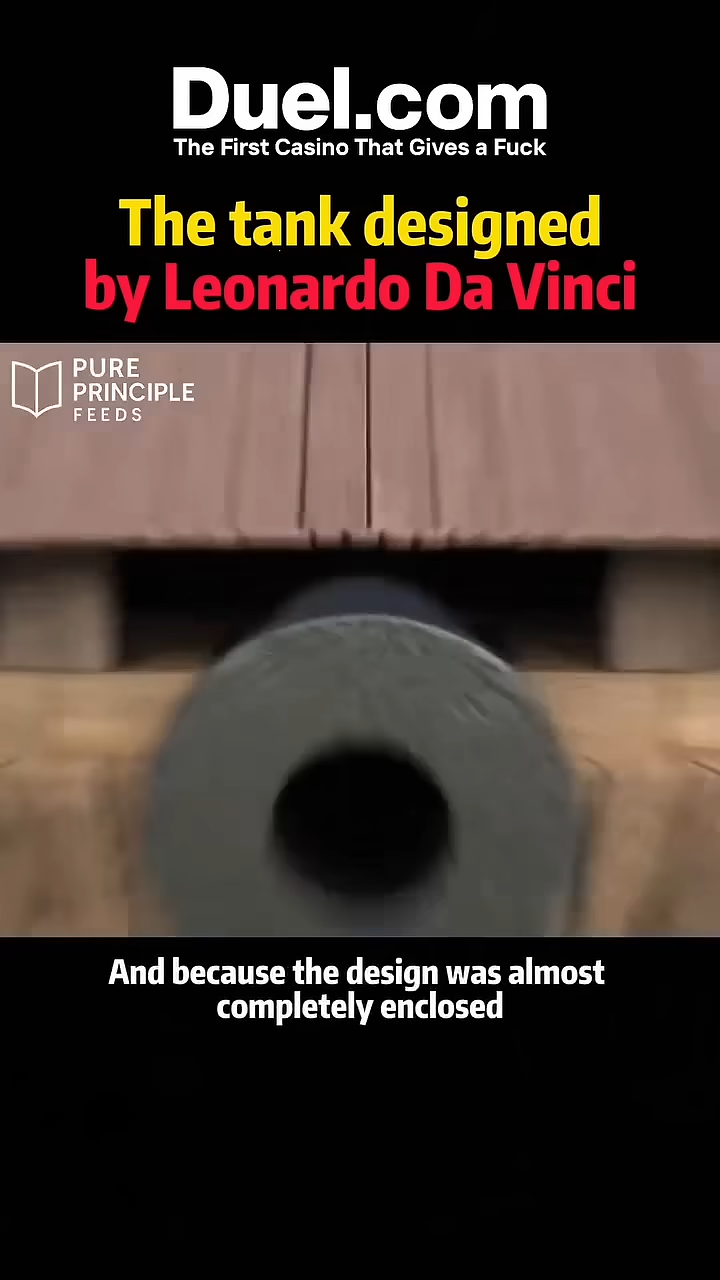 Duel.com
The First Casino That Gives a Fuck
The tank designed
by Leonardo Da Vinci
PURE
PRINCIPLE
FEEDS
And because the design was almost
completely enclosed